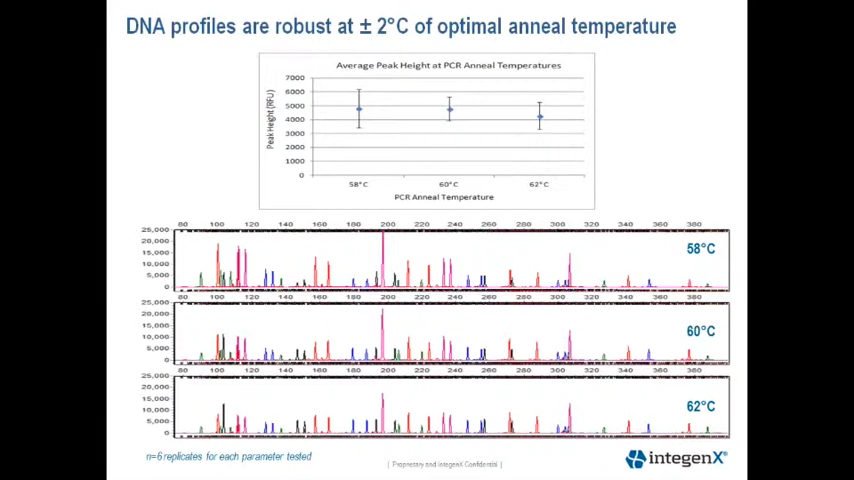 DNA profiles are robust at ± 2°C of optimal anneal temperature
Average Peak Height at PCR Anneal Temperatures
Peak Height (RFU)
7000
6000
5000
4000
3000
2000
1000
0
58°C 60°C 62°C
PCR Anneal Temperature
80 100 120 140 160 180 200 220 240 260 280 300 320 340 360 380
25,000
20,000
15,000
10,000
5,000
0
58°C
80 100 120 140 160 180 200 220 240 260 280 300 320 340 360 380
25,000
20,000
15,000
10,000
5,000
0
60°C
80 100 120 140 160 180 200 220 240 260 280 300 320 340 360 380
25,000
20,000
15,000
10,000
5,000
0
62°C
n=6 replicates for each parameter tested
| Proprietary and IntegenX Confidential |
integenX®